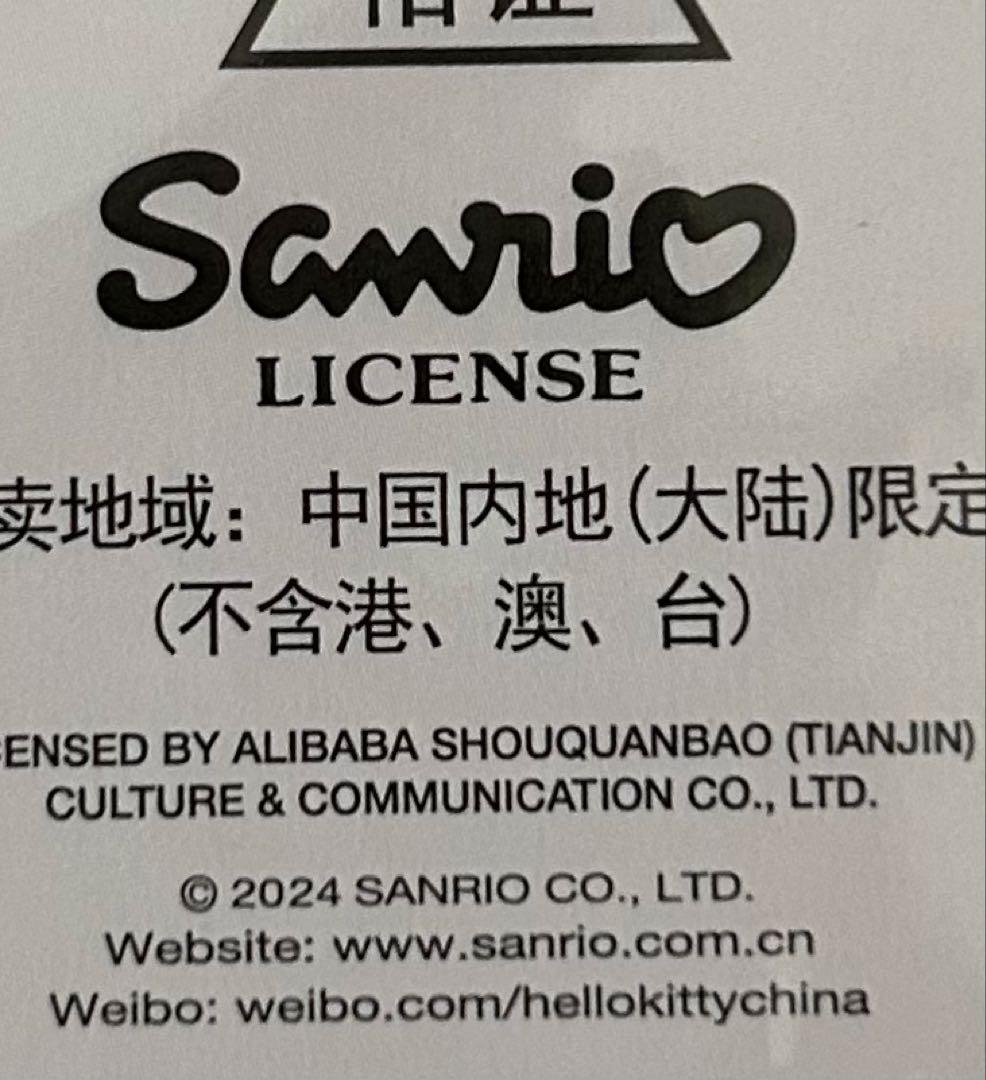 Sanrio
LICENSE
卖地域：中国内地（大陆）限定
（不含港、澳、台）
ENSED BY ALIBABA SHOUQUANBAO (TIANJIN)
CULTURE & COMMUNICATION CO., LTD.
© 2024 SANRIO CO., LTD.
Website: www.sanrio.com.cn
Weibo: weibo.com/hellokittychina